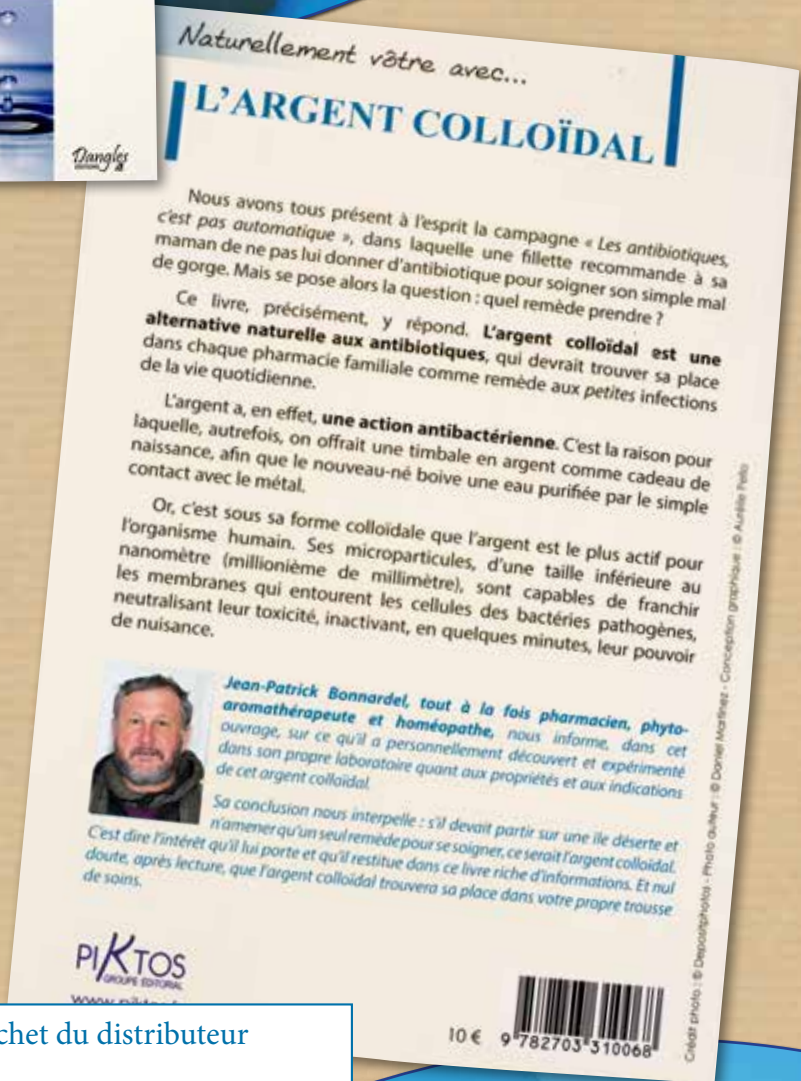 Dangles
Naturellement vôtre avec...
L'ARGENT COLLOÏDAL
Nous avons tous présent à l'esprit la campagne « Les antibiotiques,
c'est pas automatique », dans laquelle une fillette recommande à sa
maman de ne pas lui donner d'antibiotique pour soigner son simple mal
de gorge. Mais se pose alors la question : quel remède prendre ?
Ce livre, précisément, y répond. L'argent colloïdal est une
alternative naturelle aux antibiotiques, qui devrait trouver sa place
dans chaque pharmacie familiale comme remède aux petites infections
de la vie quotidienne.
L'argent a, en effet, une action antibactérienne. C'est la raison pour
laquelle, autrefois, on offrait une timbale en argent comme cadeau de
naissance, afin que le nouveau-né boive une eau purifiée par le simple
contact avec le métal.
Or, c'est sous sa forme colloïdale que l'argent est le plus actif pour
l'organisme humain. Ses microparticules, d'une taille inférieure au
nanomètre (millionième de millimètre), sont capables de franchir
les membranes qui entourent les cellules des bactéries pathogènes,
neutralisant leur toxicité, inactivant, en quelques minutes, leur pouvoir
de nuisance.
Jean-Patrick Bonnardel, tout à la fois pharmacien, phyto-
aromathérapeute et homéopathe, nous informe, dans cet
ouvrage, sur ce qu'il a personnellement découvert et expérimenté
dans son propre laboratoire quant aux propriétés et aux indications
de cet argent colloïdal.
Sa conclusion nous interpelle : s'il devait partir sur une île déserte et
n'amener qu'un seul remède pour se soigner, ce serait l'argent colloïdal.
C'est dire l'intérêt qu'il lui porte et qu'il restitue dans ce livre riche d'informations. Et nul
doute, après lecture, que l'argent colloïdal trouvera sa place dans votre propre trousse
de soins.
PIKTOS
GROUPE EDITORIAL
chet du distributeur
10 €
9 782703 310068
Crédit photo : © Depositphotos - Photo auteur : © Daniel Martinez - Conception graphique : © Aurélie Pello